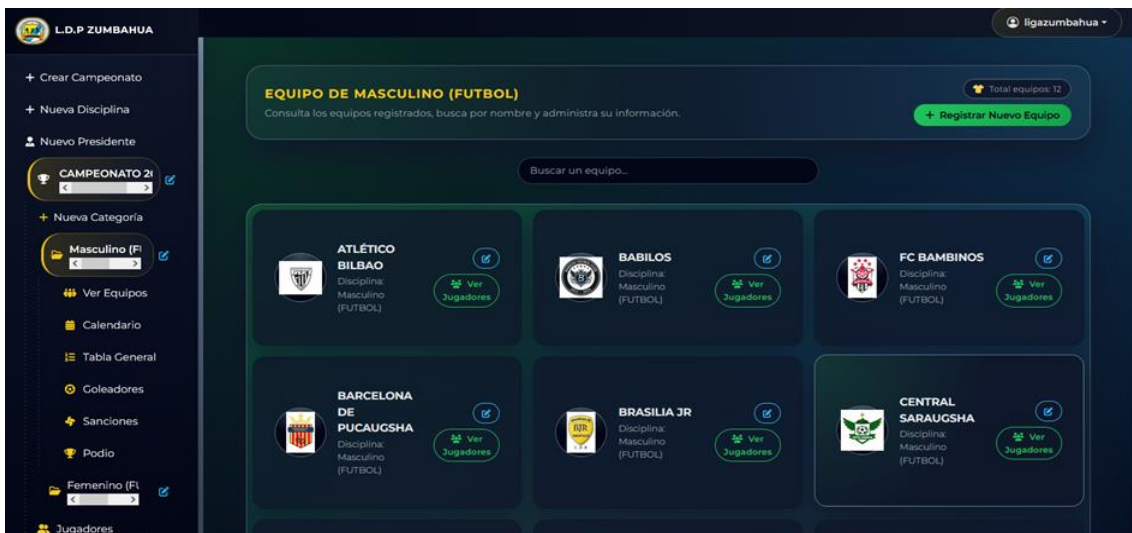 L.D.P ZUMBAHUA
ligazumbahua
+ Crear Campeonato
+ Nueva Disciplina
Nuevo Presidente
CAMPEONATO 20
+ Nueva Categoría
Masculino (FU
Ver Equipos
Calendario
Tabla General
Goleadores
Sanciones
Podio
Femenino (FU
Jugadores
EQUIPO DE MASCULINO (FUTBOL)
Consulta los equipos registrados, busca por nombre y administra su información.
Total equipos: 12
+ Registrar Nuevo Equipo
Buscar un equipo...
ATLÉTICO
BILBAO
Disciplina:
Masculino
(FUTBOL)
Ver
Jugadores
BABILOS
Disciplina:
Masculino
(FUTBOL)
Ver
Jugadores
FC BAMBINOS
Disciplina:
Masculino
(FUTBOL)
Ver
Jugadores
BARCELONA
DE
PUCAUGSHA
Disciplina:
Masculino
(FUTBOL)
Ver
Jugadores
BRASILIA JR
Disciplina:
Masculino
(FUTBOL)
Ver
Jugadores
BJR
CENTRAL
SARAUGSHA
Disciplina:
Masculino
(FUTBOL)
Ver
Jugadores